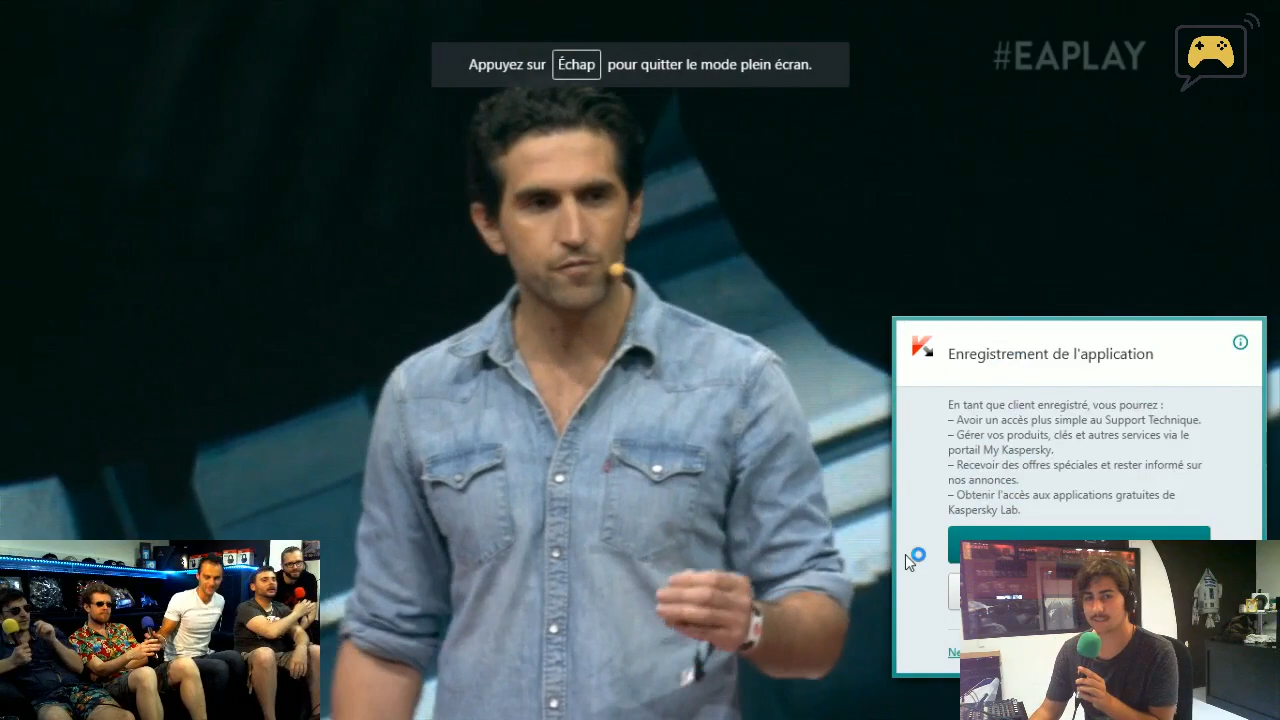 Appuyez sur Échap pour quitter le mode plein écran.
#EAPLAY
Enregistrement de l'application
En tant que client enregistré, vous pourrez :
– Avoir un accès plus simple au Support Technique.
– Gérer vos produits, clés et autres services via le
portail My Kaspersky.
– Recevoir des offres spéciales et rester informé sur
nos annonces.
– Obtenir l'accès aux applications gratuites de
Kaspersky Lab.